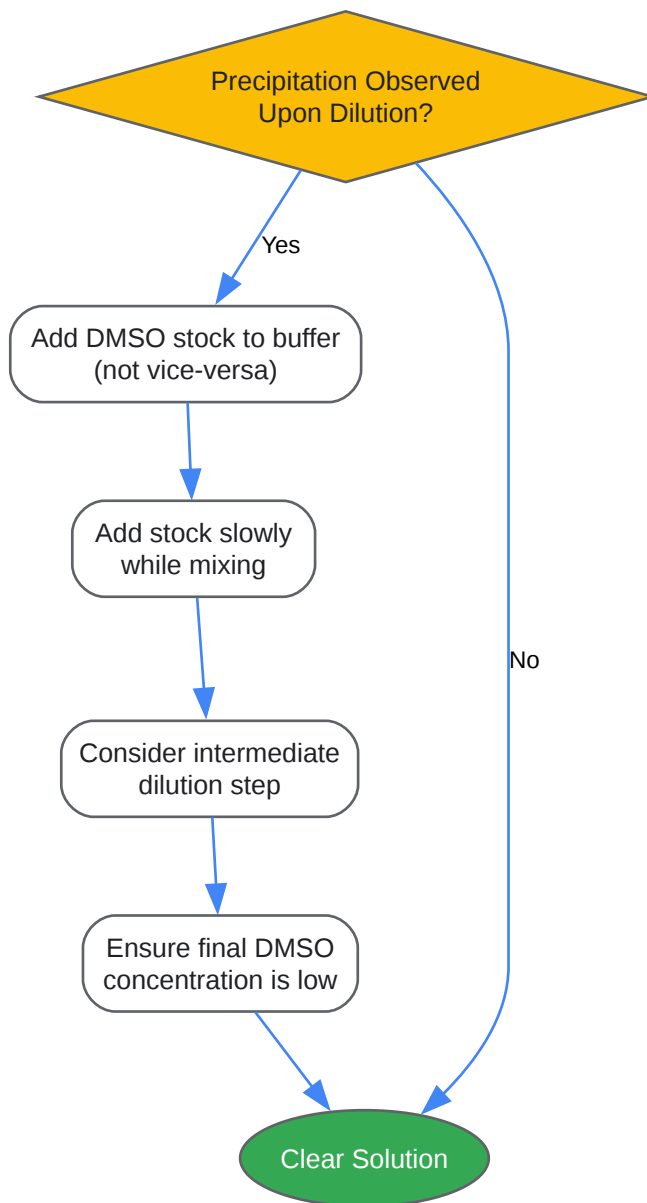 Precipitation Observed
Upon Dilution?
Yes
Add DMSO stock to buffer
(not vice-versa)
Add stock slowly
while mixing
No
Consider intermediate
dilution step
Ensure final DMSO
concentration is low
Clear Solution